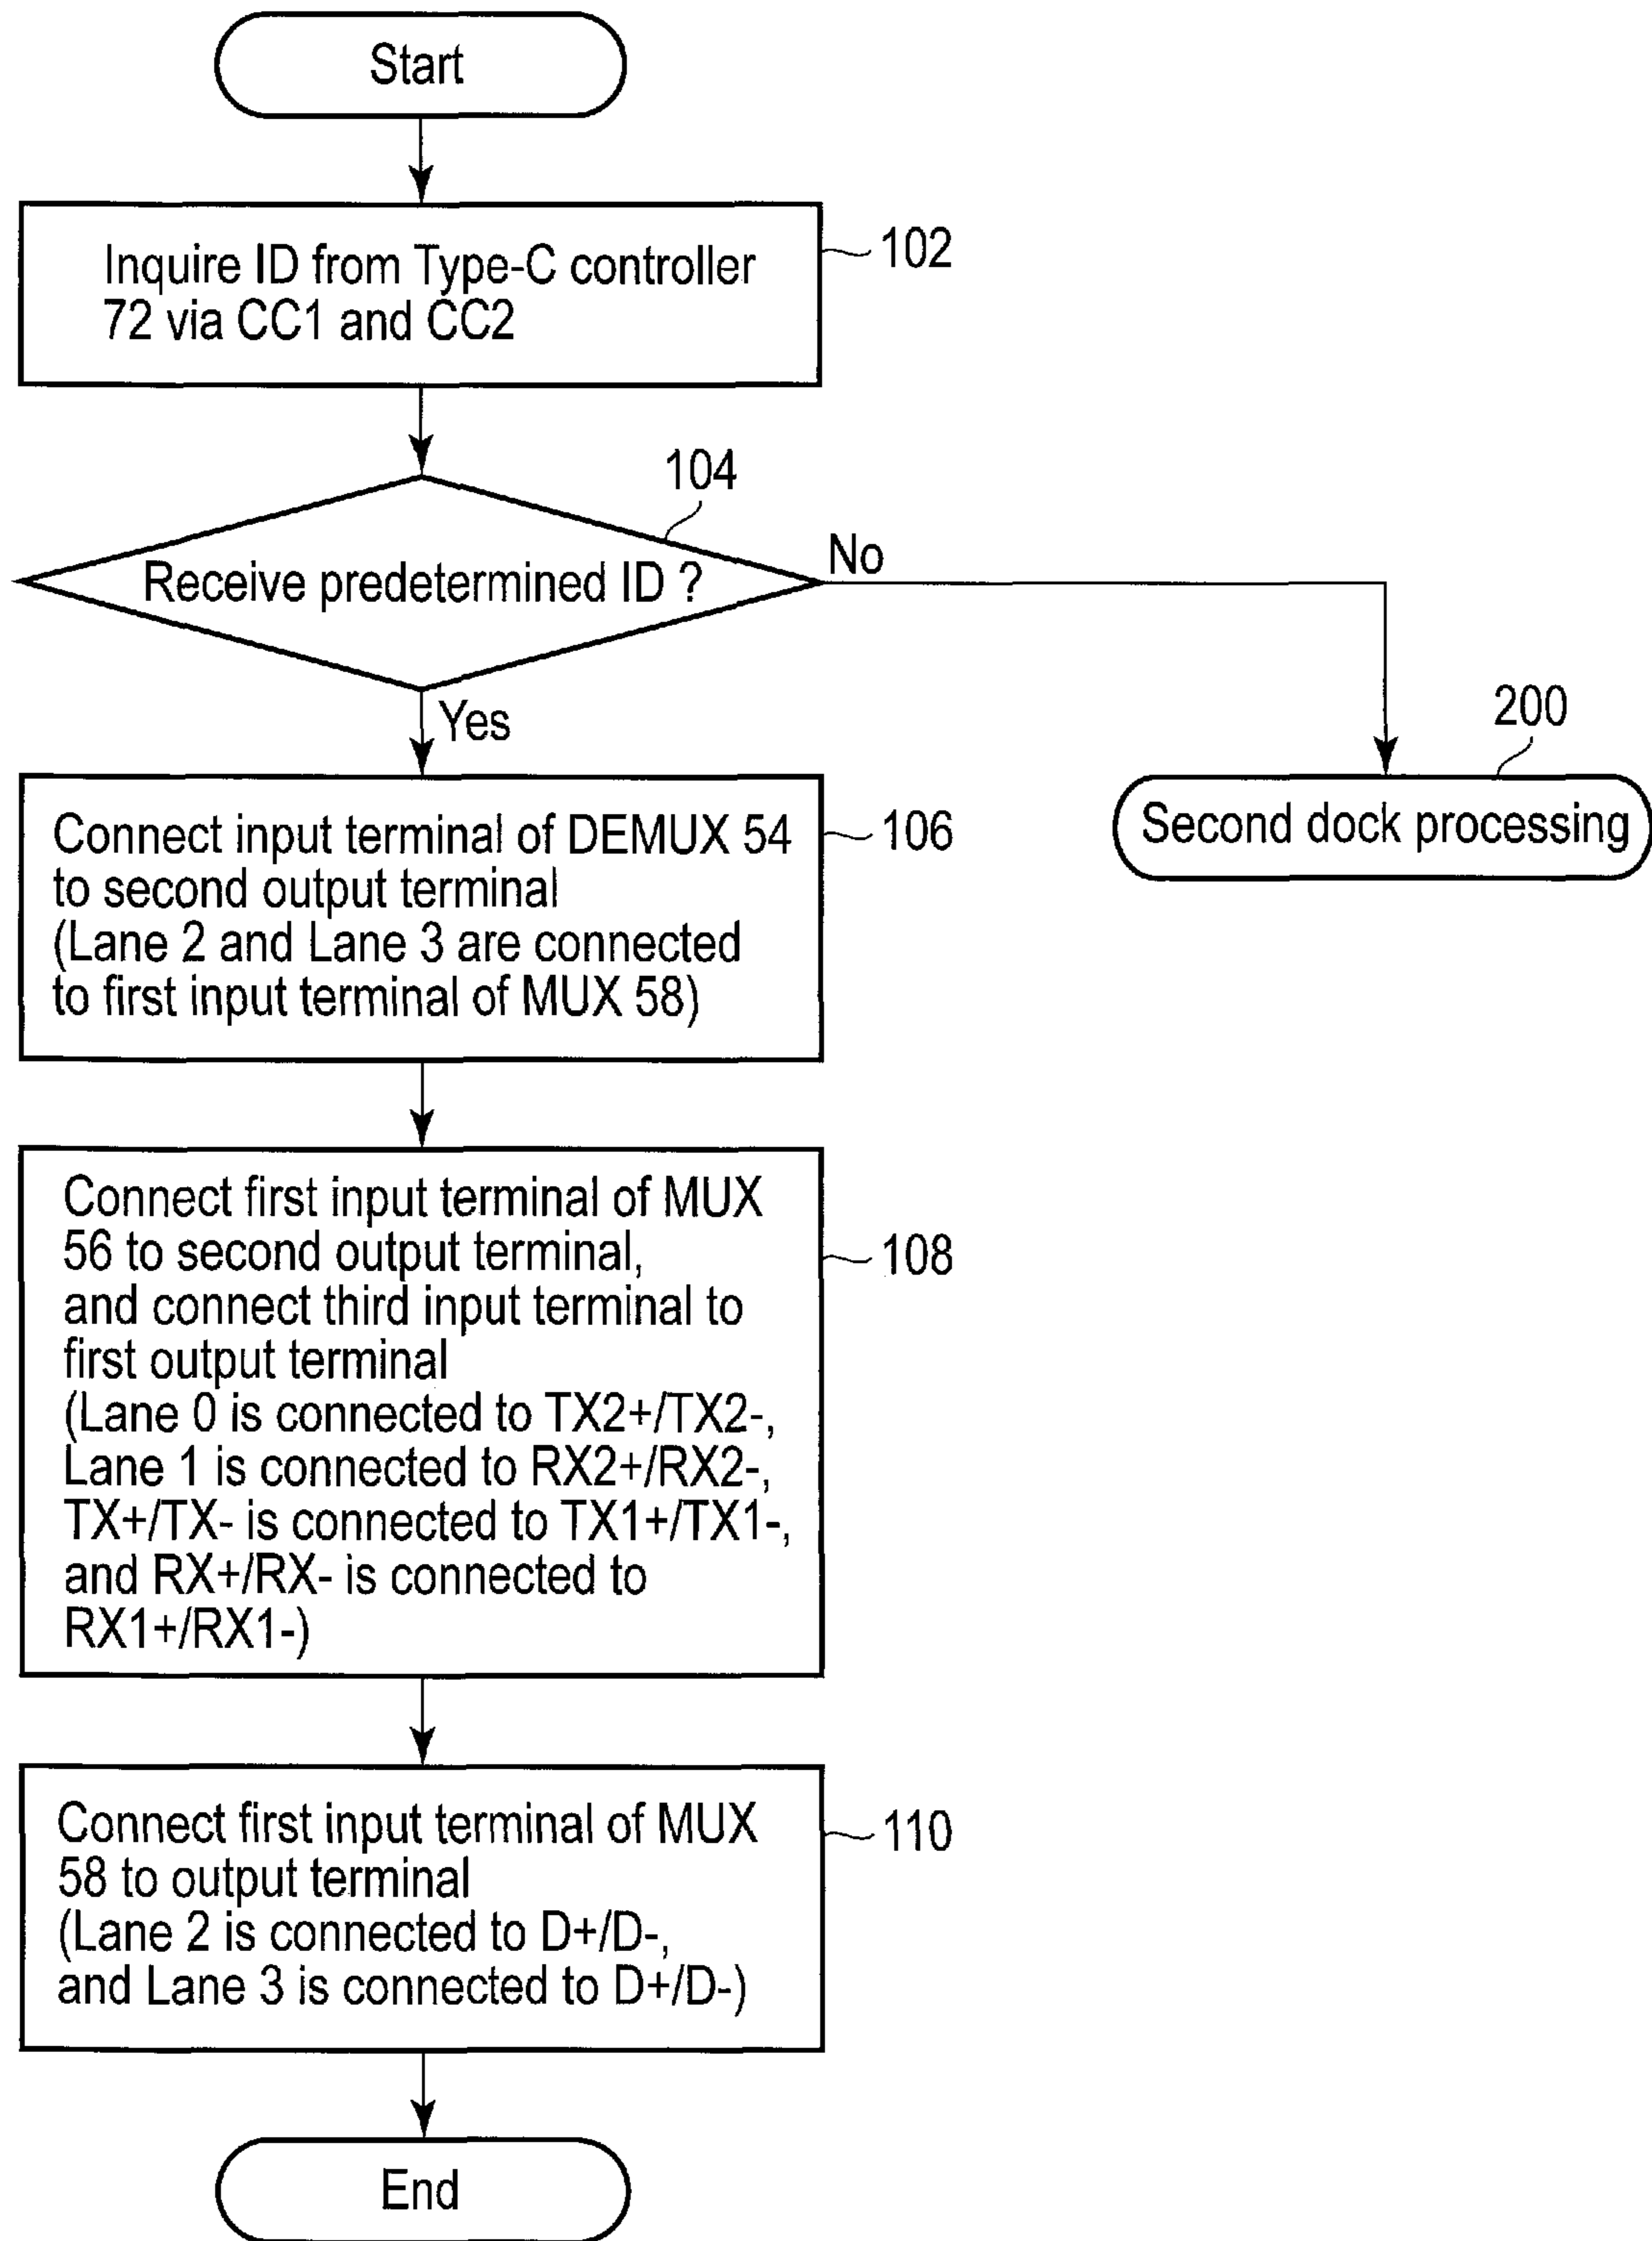 Start
Inquire ID from Type-C controller
72 via CC1 and CC2
102
104
Receive predetermined ID ?
No
Yes
200
Second dock processing
Connect input terminal of DEMUX 54
to second output terminal
(Lane 2 and Lane 3 are connected
to first input terminal of MUX 58)
106
Connect first input terminal of MUX
56 to second output terminal,
and connect third input terminal to
first output terminal
(Lane 0 is connected to TX2+/TX2-,
Lane 1 is connected to RX2+/RX2-,
TX+/TX- is connected to TX1+/TX1-,
and RX+/RX- is connected to
RX1+/RX1-)
108
Connect first input terminal of MUX
58 to output terminal
(Lane 2 is connected to D+/D-,
and Lane 3 is connected to D+/D-)
110
End